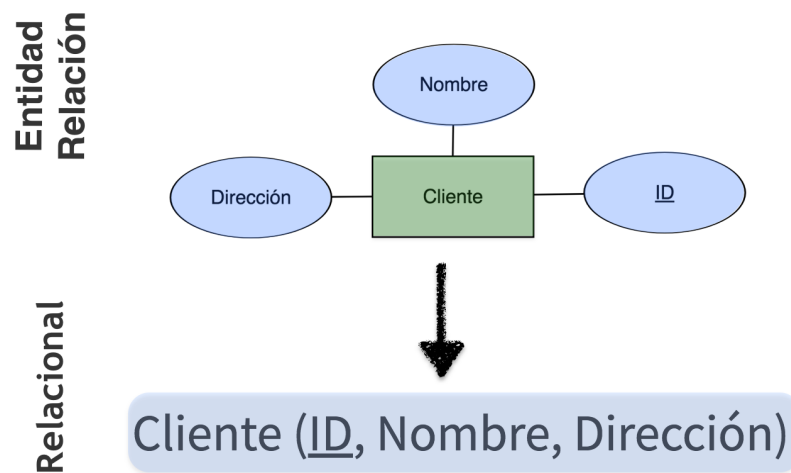 Entidad
Relación
Nombre
Dirección
Cliente
ID
Relacional
Cliente (ID, Nombre, Dirección)